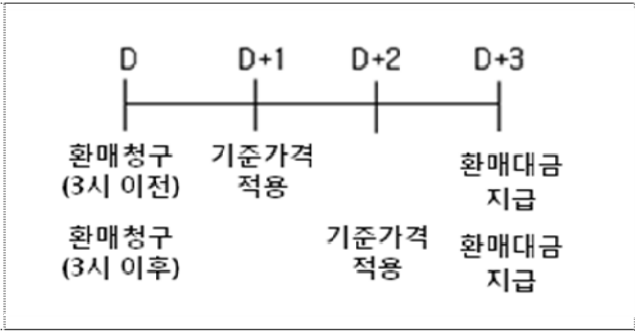 D D+1 D+2 D+3
환매청구 기준가격 환매대금
(3시 이전) 적용 지급
환매청구 기준가격 환매대금
(3시 이후) 적용 지급